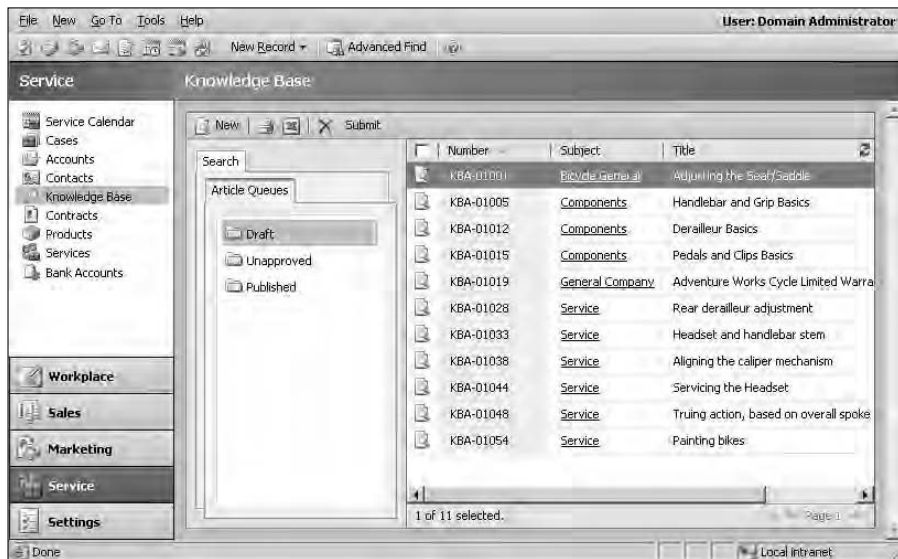 File New Go To Tools Help
User: Domain Administrator
New Record Advanced Find
Service
Knowledge Base
Service Calendar
Cases
Accounts
Contacts
Knowledge Base
Contracts
Products
Services
Bank Accounts
Workplace
Sales
Marketing
Service
Settings
New Submit
Search
Article Queues
Draft
Unapproved
Published
Number Subject Title
KBA-01001 Bicycle General Adjusting the Seat/Saddle
KBA-01005 Components Handlebar and Grip Basics
KBA-01012 Components Derailleur Basics
KBA-01015 Components Pedals and Clips Basics
KBA-01019 General Company Adventure Works Cycle Limited Warra
KBA-01028 Service Rear derailleur adjustment
KBA-01033 Service Headset and handlebar stem
KBA-01038 Service Aligning the caliper mechanism
KBA-01044 Service Servicing the Headset
KBA-01048 Service Truing action, based on overall spoke
KBA-01054 Service Painting bikes
1 of 11 selected.
Page 1
Done
Local intranet